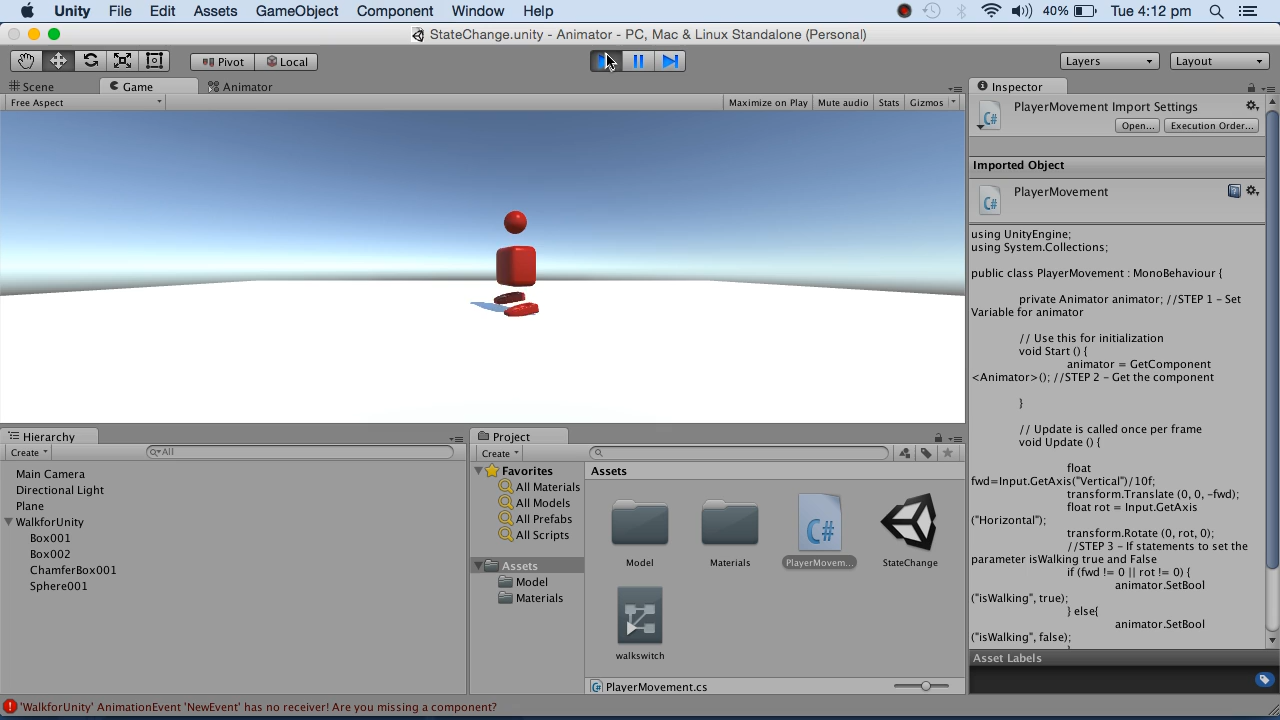 Unity File Edit Assets GameObject Component Window Help 40% Tue 4:12 pm
StateChange.unity - Animator - PC, Mac & Linux Standalone (Personal)
Pivot Local Layers Layout
Scene Game Animator Inspector
Free Aspect Maximize on Play Mute audio Stats Gizmos
PlayerMovement Import Settings
Open... Execution Order...
Imported Object
PlayerMovement
using UnityEngine;
using System.Collections;
public class PlayerMovement : MonoBehaviour {
private Animator animator; //STEP 1 - Set
Variable for animator
// Use this for initialization
void Start () {
animator = GetComponent
<Animator>(); //STEP 2 - Get the component
}
// Update is called once per frame
void Update () {
float
fwd=Input.GetAxis("Vertical")/10f;
transform.Translate (0, 0, -fwd);
float rot = Input.GetAxis
("Horizontal");
transform.Rotate (0, rot, 0);
//STEP 3 - If statements to set the
parameter isWalking true and False
if (fwd != 0 || rot != 0) {
animator.SetBool
("isWalking", true);
} else{
animator.SetBool
("isWalking", false);
Asset Labels
Hierarchy
Create All
Main Camera
Directional Light
Plane
WalkforUnity
Box001
Box002
ChamferBox001
Sphere001
Project
Create
Favorites
All Materials
All Models
All Prefabs
All Scripts
Assets
Model
Materials
Assets
Model Materials PlayerMovem... StateChange
walkswitch
PlayerMovement.cs
'WalkforUnity' AnimationEvent 'NewEvent' has no receiver! Are you missing a component?